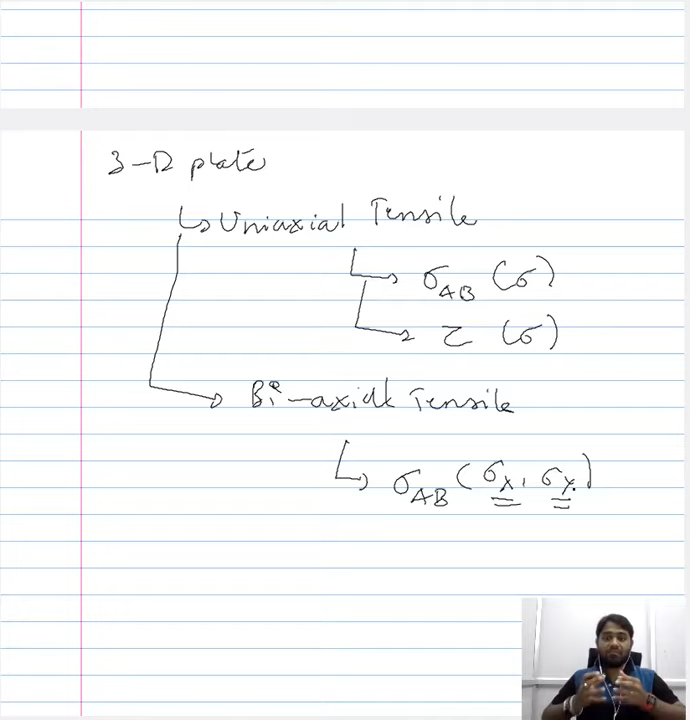 3-D plate
↳ Uniaxial Tensile
↳ σAB (σ)
↳ τ (σ)
↳ Bi-axial Tensile
↳ σAB (σx, σy)